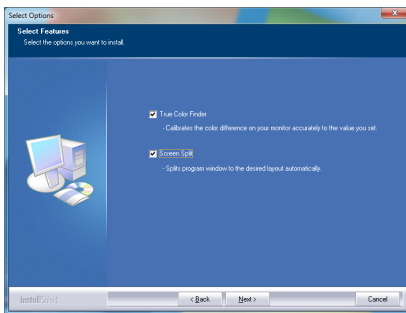 Select Options
Select Features
Select the options you want to install.
True Color Finder
- Calibrates the color difference on your monitor accurately to the value you set.
Screen Split
- Splits program window to the desired layout automatically.
InstallShield
< Back
Next >
Cancel